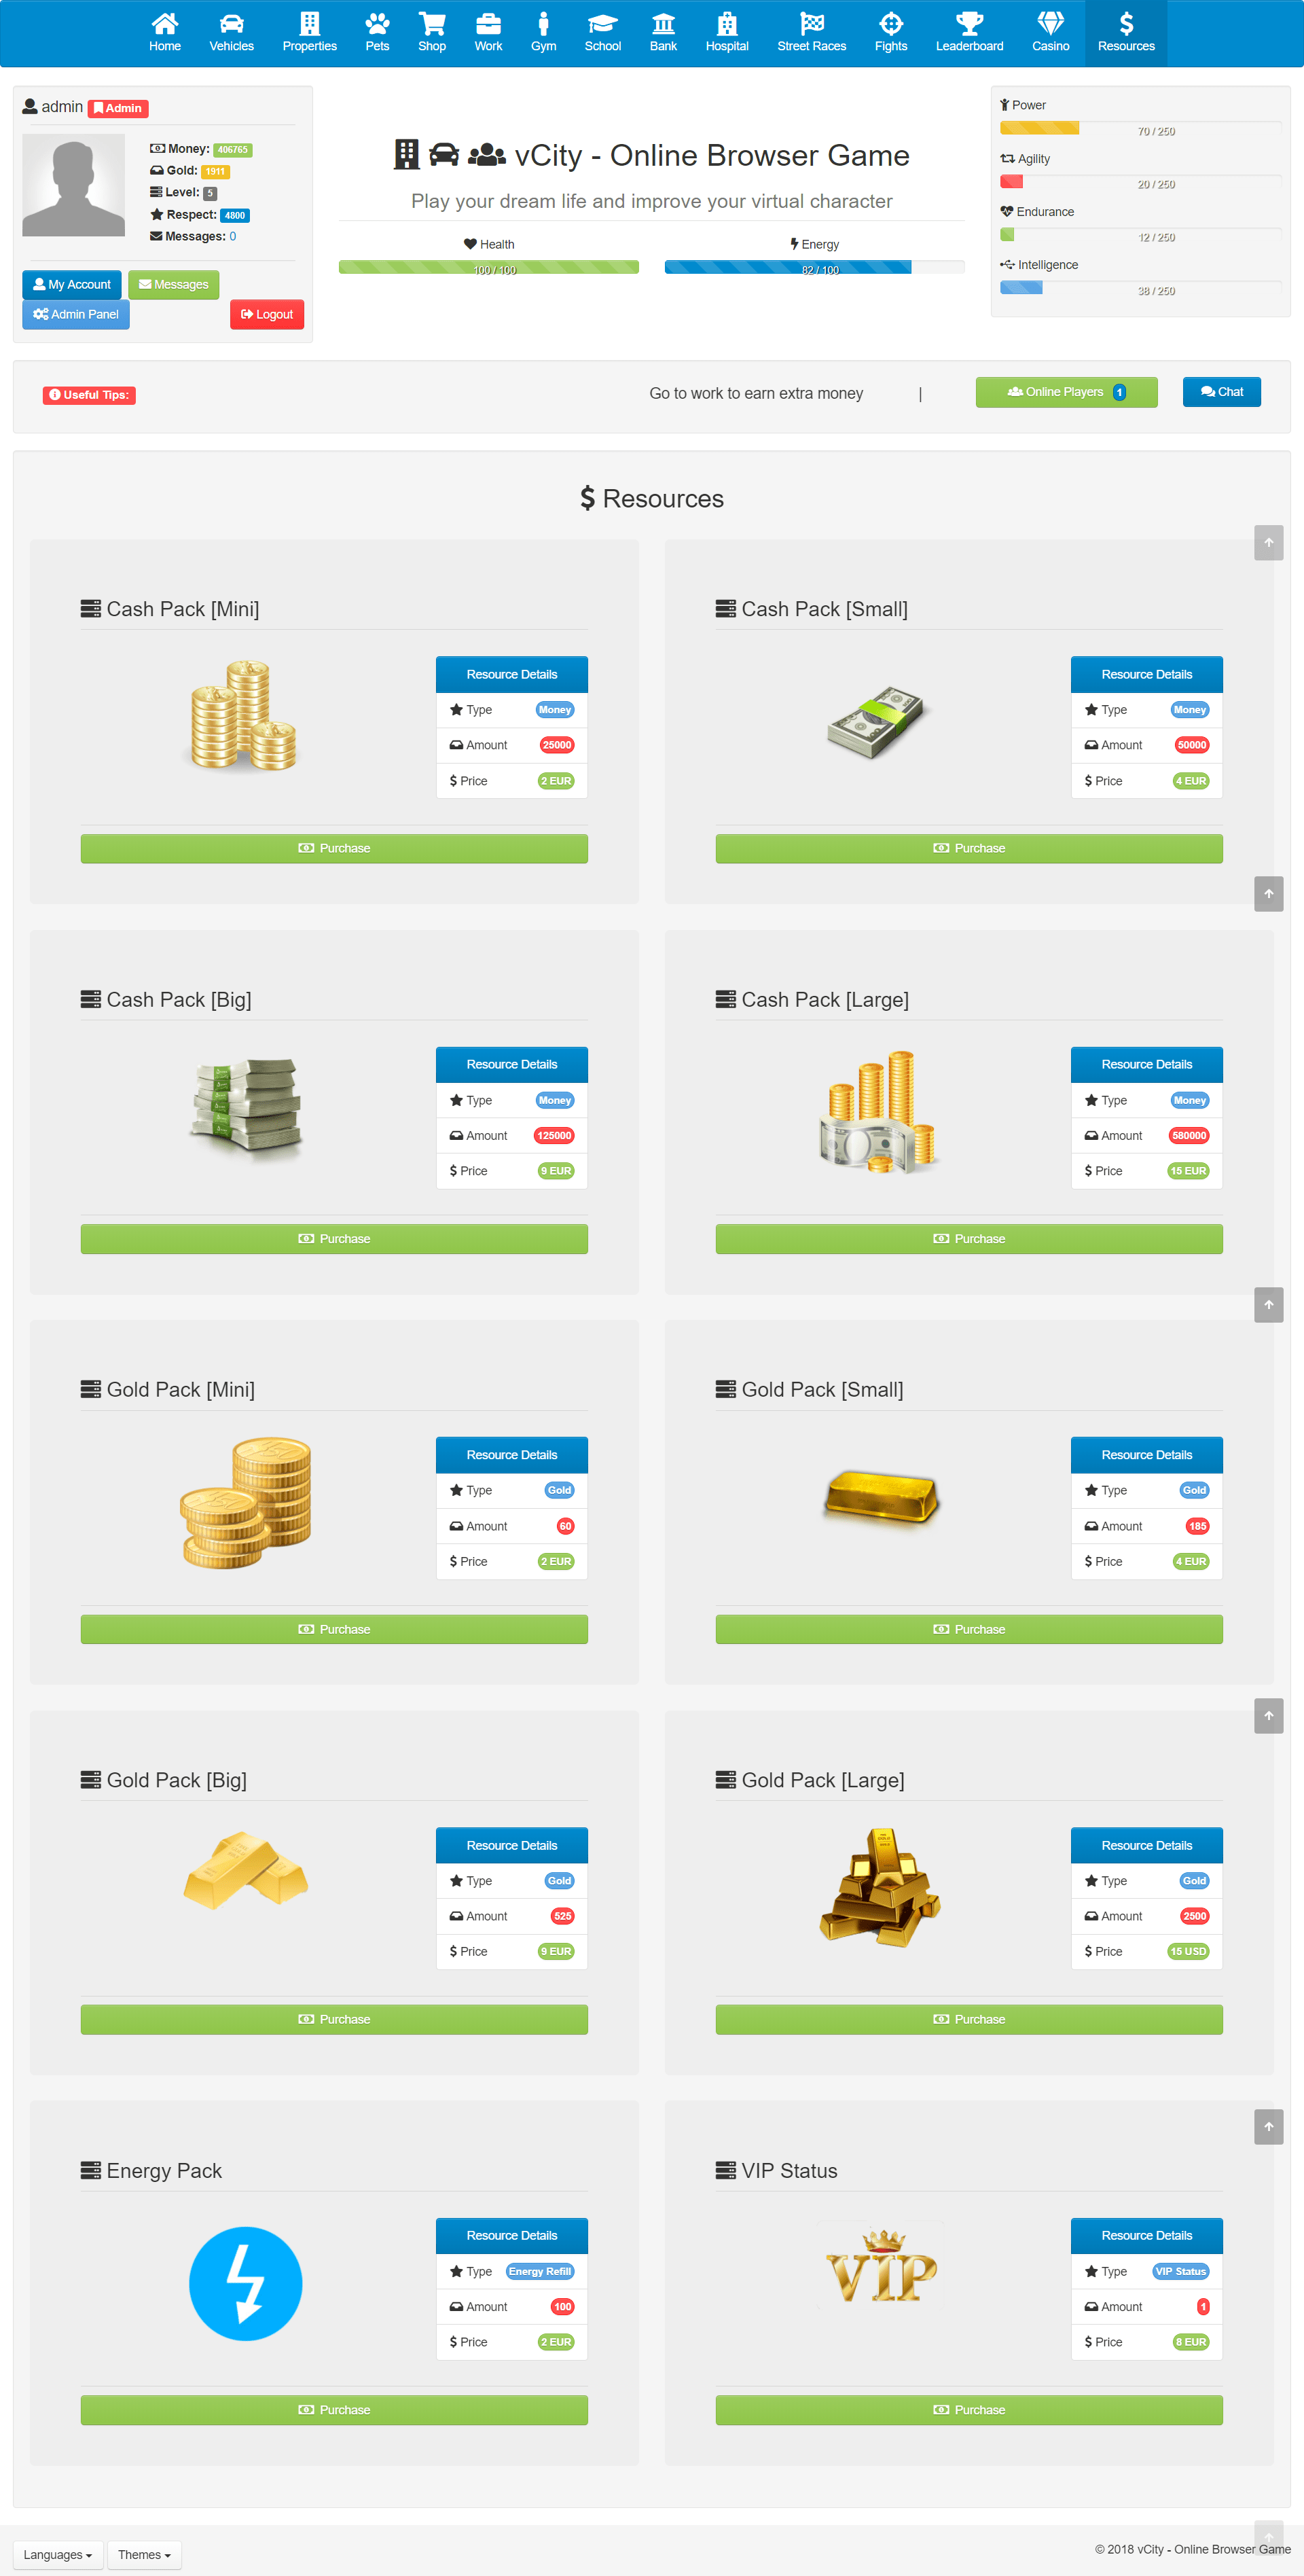 Home Vehicles Properties Pets Shop Work Gym School Bank Hospital Street Races Fights Leaderboard Casino Resources
admin Admin
Money: 406765
Gold: 1911
Level: 5
Respect: 4800
Messages: 0
My Account Messages
Admin Panel Logout
vCity - Online Browser Game
Play your dream life and improve your virtual character
Health Energy
100 / 100 82 / 100
Power
70 / 250
Agility
20 / 250
Endurance
12 / 250
Intelligence
38 / 250
Useful Tips: Go to work to earn extra money | Online Players 1 Chat
$ Resources
Cash Pack [Mini]
Resource Details
Type Money
Amount 25000
$ Price 2 EUR
Purchase
Cash Pack [Small]
Resource Details
Type Money
Amount 50000
$ Price 4 EUR
Purchase
Cash Pack [Big]
Resource Details
Type Money
Amount 125000
$ Price 9 EUR
Purchase
Cash Pack [Large]
Resource Details
Type Money
Amount 580000
$ Price 15 EUR
Purchase
Gold Pack [Mini]
Resource Details
Type Gold
Amount 60
$ Price 2 EUR
Purchase
Gold Pack [Small]
Resource Details
Type Gold
Amount 185
$ Price 4 EUR
Purchase
Gold Pack [Big]
Resource Details
Type Gold
Amount 525
$ Price 9 EUR
Purchase
Gold Pack [Large]
Resource Details
Type Gold
Amount 2500
$ Price 15 USD
Purchase
Energy Pack
Resource Details
Type Energy Refill
Amount 100
$ Price 2 EUR
Purchase
VIP Status
VIP
Resource Details
Type VIP Status
Amount 1
$ Price 8 EUR
Purchase
Languages Themes
© 2018 vCity - Online Browser Game